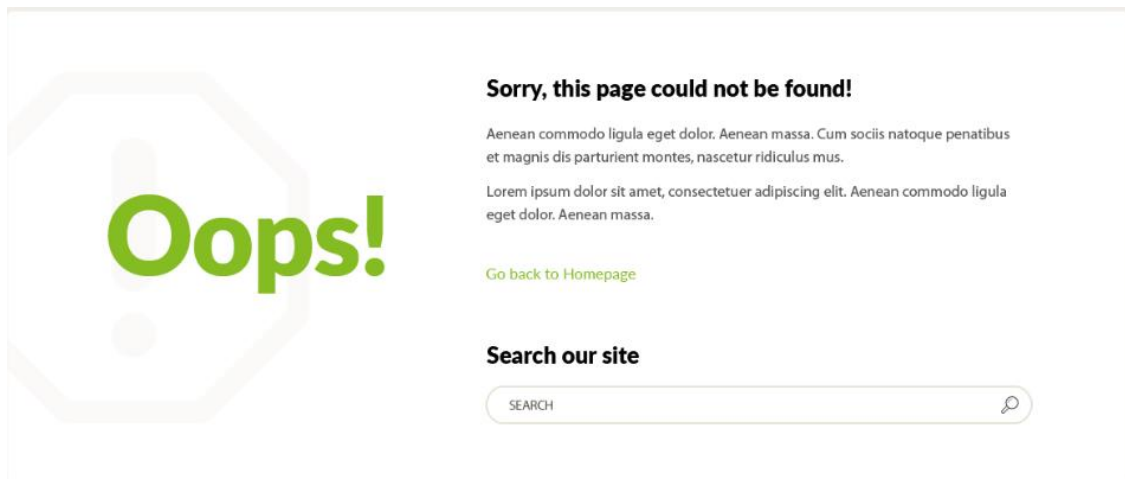 Oops!
Sorry, this page could not be found!
Aenean commodo ligula eget dolor. Aenean massa. Cum sociis natoque penatibus
et magnis dis parturient montes, nascetur ridiculus mus.
Lorem ipsum dolor sit amet, consectetuer adipiscing elit. Aenean commodo ligula
eget dolor. Aenean massa.
Go back to Homepage
Search our site
SEARCH